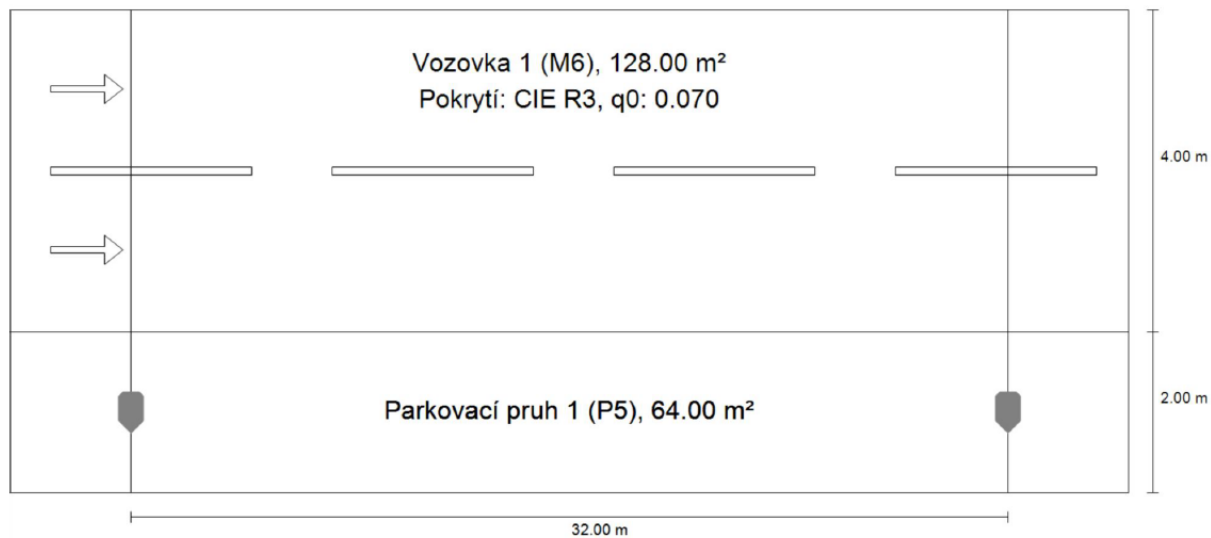 Vozovka 1 (M6), 128.00 m²
Pokrytí: CIE R3, q0: 0.070
4.00 m
Parkovací pruh 1 (P5), 64.00 m²
2.00 m
32.00 m